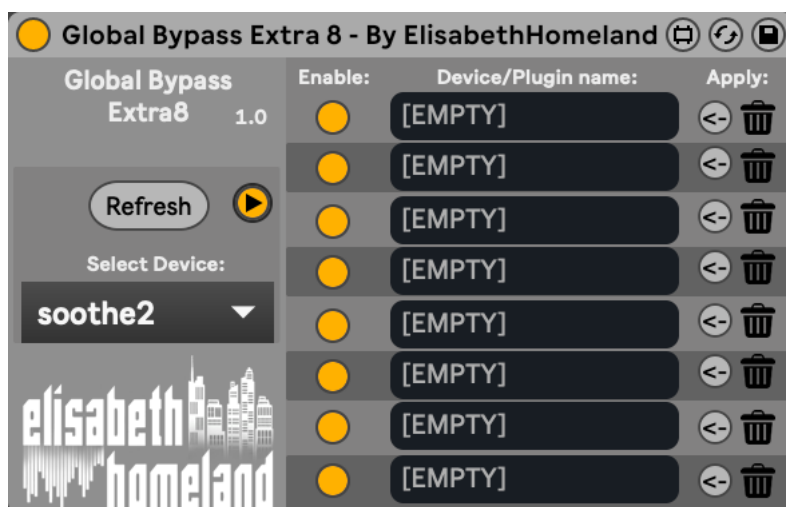 Global Bypass Extra 8 - By ElisabethHomeland
Global Bypass
Extra8 1.0
Refresh
Select Device:
soothe2
elisabeth
homeland
Enable: Device/Plugin name: Apply:
[EMPTY] <-
[EMPTY] <-
[EMPTY] <-
[EMPTY] <-
[EMPTY] <-
[EMPTY] <-
[EMPTY] <-
[EMPTY] <-